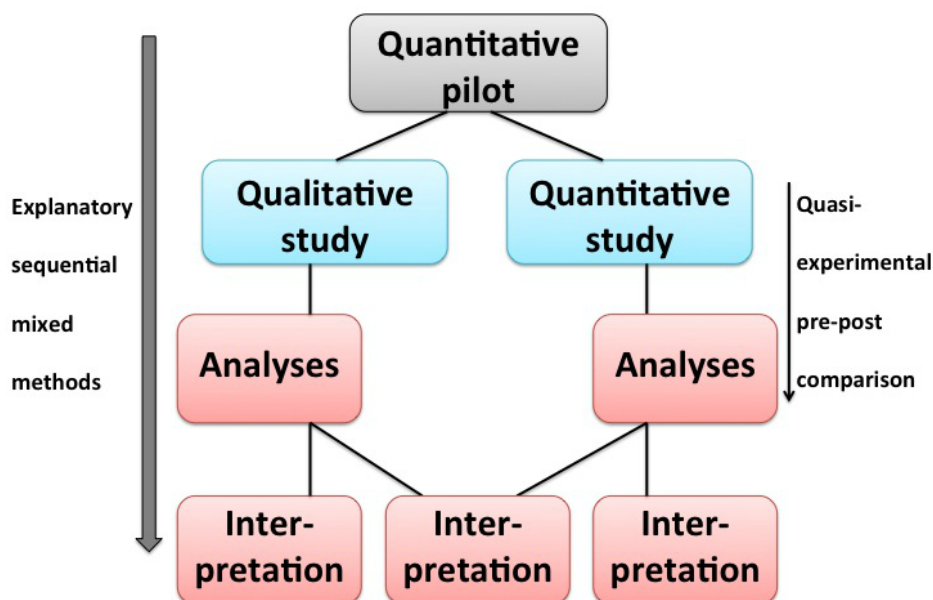 Quantitative
pilot
Qualitative
study
Quantitative
study
Explanatory
sequential
mixed
methods
Quasi-
experimental
pre-post
comparison
Analyses
Analyses
Inter-
pretation
Inter-
pretation
Inter-
pretation